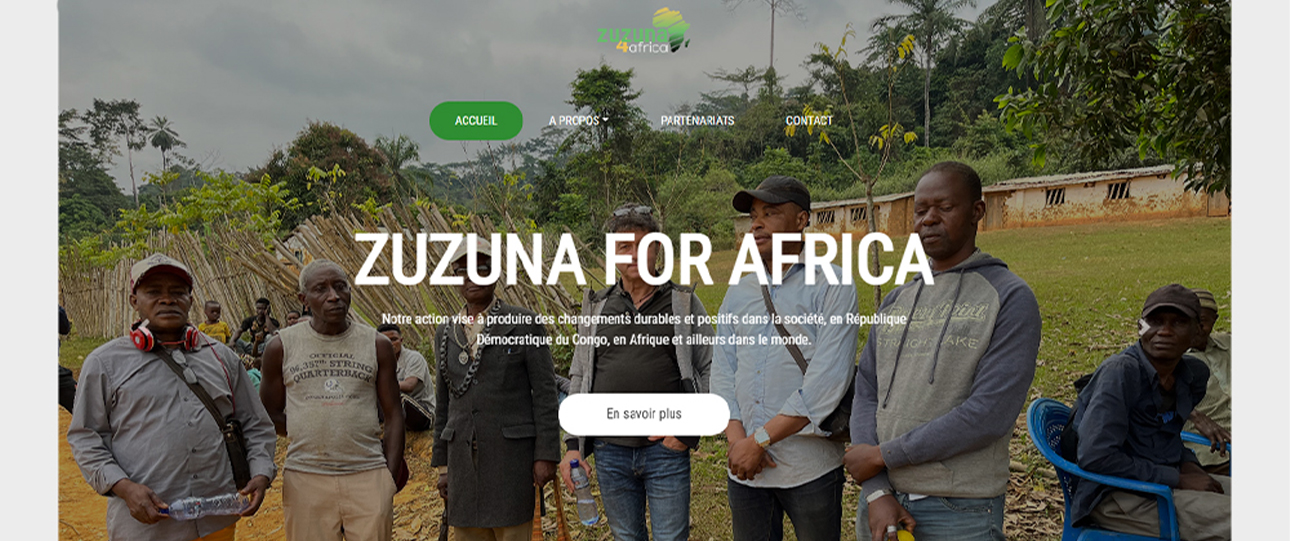 zuzuna
4africa
ACCUEIL
A PROPOS
PARTENARIATS
CONTACT
ZUZUNA FOR AFRICA
Notre action vise à produire des changements durables et positifs dans la société, en République
Démocratique du Congo, en Afrique et ailleurs dans le monde.
OFFICIAL
STRING
QUARTERBACK
En savoir plus